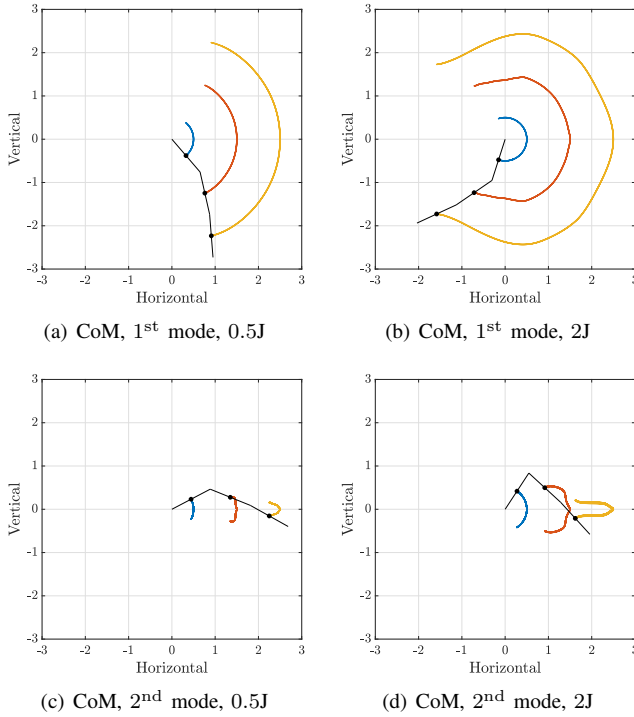 3
2
1
0
-1
-2
-3
Vertical
-3 -2 -1 0 1 2 3
Horizontal
(a) CoM, 1st mode, 0.5J
3
2
1
0
-1
-2
-3
Vertical
-3 -2 -1 0 1 2 3
Horizontal
(b) CoM, 1st mode, 2J
3
2
1
0
-1
-2
-3
Vertical
-3 -2 -1 0 1 2 3
Horizontal
(c) CoM, 2nd mode, 0.5J
3
2
1
0
-1
-2
-3
Vertical
-3 -2 -1 0 1 2 3
Horizontal
(d) CoM, 2nd mode, 2J